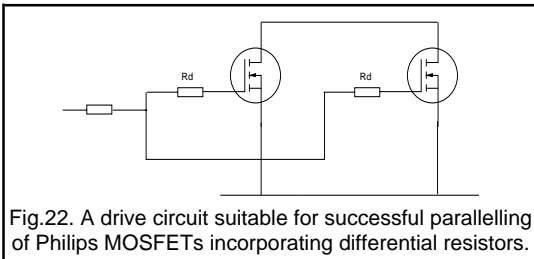 Rd
Rd
Fig.22. A drive circuit suitable for successful parallelling
of Philips MOSFETs incorporating differential resistors.